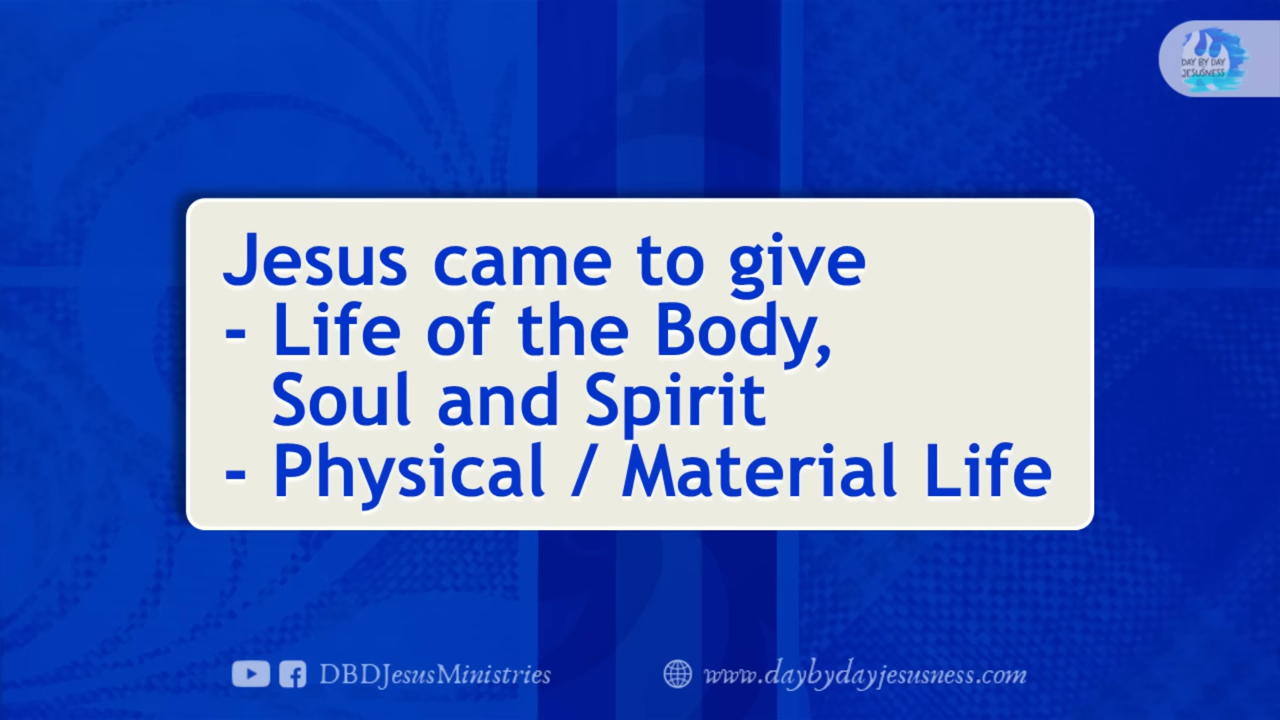 DAY BY DAY
JESUSNESS
Jesus came to give
- Life of the Body,
Soul and Spirit
- Physical / Material Life
DBDJesusMinistries
www.daybydayjesusness.com